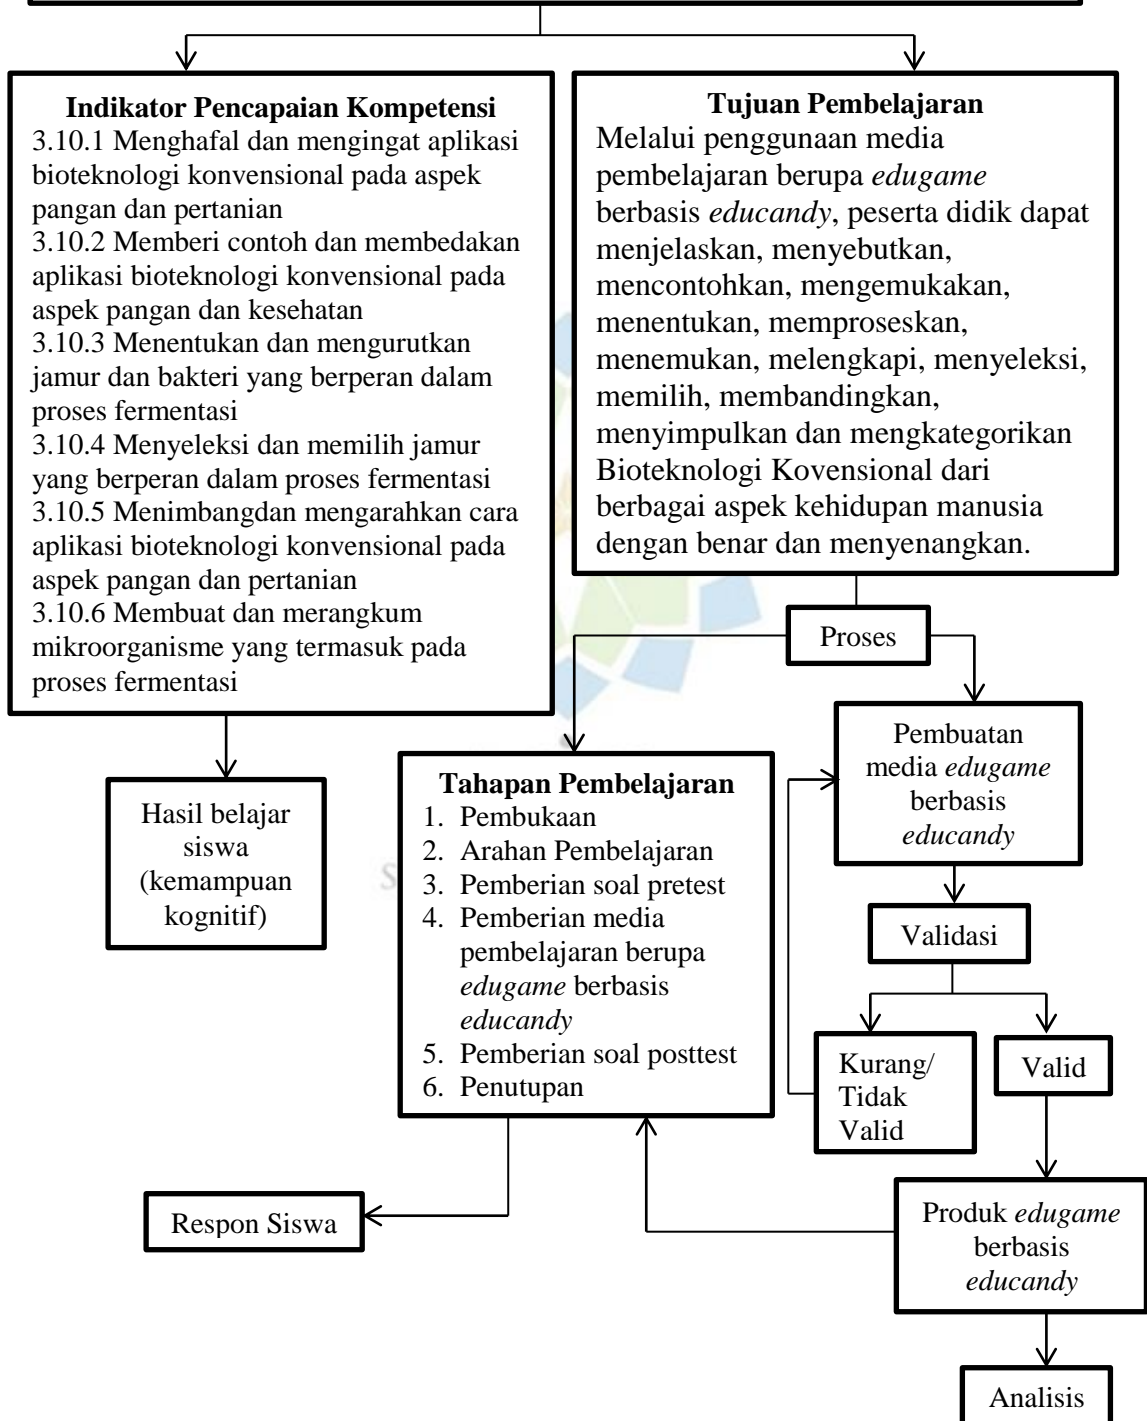 Indikator Pencapaian Kompetensi
3.10.1 Menghafal dan mengingat aplikasi
bioteknologi konvensional pada aspek
pangan dan pertanian
3.10.2 Memberi contoh dan membedakan
aplikasi bioteknologi konvensional pada
aspek pangan dan kesehatan
3.10.3 Menentukan dan mengurutkan
jamur dan bakteri yang berperan dalam
proses fermentasi
3.10.4 Menyeleksi dan memilih jamur
yang berperan dalam proses fermentasi
3.10.5 Menimbangdan mengarahkan cara
aplikasi bioteknologi konvensional pada
aspek pangan dan pertanian
3.10.6 Membuat dan merangkum
mikroorganisme yang termasuk pada
proses fermentasi
Tujuan Pembelajaran
Melalui penggunaan media
pembelajaran berupa edugame
berbasis educandy, peserta didik dapat
menjelaskan, menyebutkan,
mencontohkan, mengemukakan,
menentukan, memproseskan,
menemukan, melengkapi, menyeleksi,
memilih, membandingkan,
menyimpulkan dan mengkategorikan
Bioteknologi Kovensional dari
berbagai aspek kehidupan manusia
dengan benar dan menyenangkan.
Proses
Hasil belajar
siswa
(kemampuan
kognitif)
Tahapan Pembelajaran
1. Pembukaan
2. Arahan Pembelajaran
3. Pemberian soal pretest
4. Pemberian media
pembelajaran berupa
edugame berbasis
educandy
5. Pemberian soal posttest
6. Penutupan
Pembuatan
media edugame
berbasis
educandy
Validasi
Kurang/
Tidak
Valid
Valid
Respon Siswa
Produk edugame
berbasis
educandy
Analisis